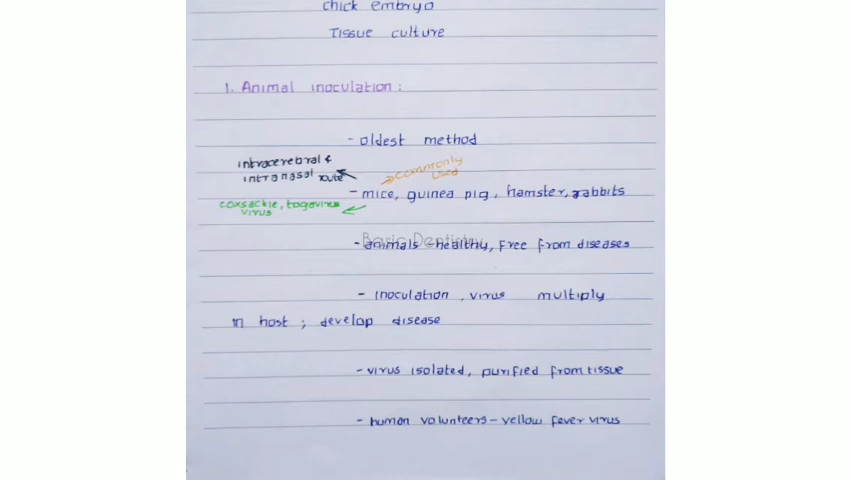 chick embryo
Tissue culture
1. Animal inoculation:
- oldest method
intracerebral &
intranasal route
commonly
used
- mice, guinea pig, hamster, rabbits
coxsackie, togavirus
virus
- animals healthy, free from diseases
Basic Dentistry
- inoculation, virus multiply
in host; develop disease
- virus isolated, purified from tissue
- human volunteers - yellow fever virus